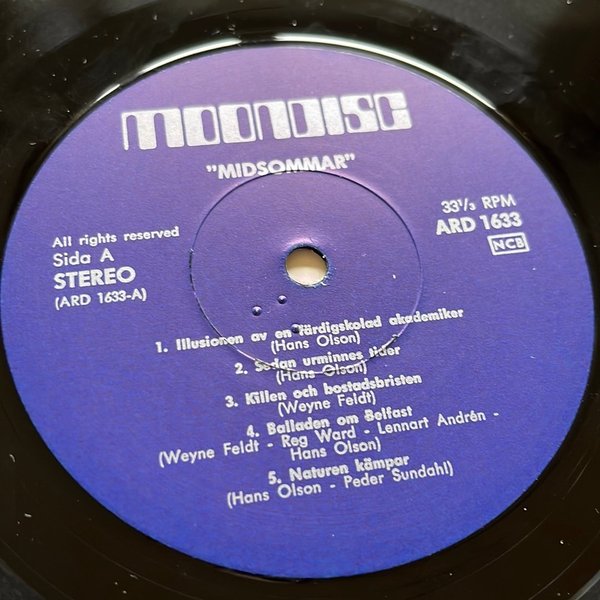 MOONDISC
"MIDSOMMAR"
All rights reserved
Sida A
STEREO
(ARD 1633-A)
33⅓ RPM
ARD 1633
NCB
1. Illusionen av en färdigskolad akademiker
(Hans Olson)
2. Sedan urminnes tider
(Hans Olson)
3. Killen och bostadsbristen
(Weyne Feldt)
4. Balladen om Belfast
(Weyne Feldt - Reg Ward - Lennart Andrén -
Hans Olson)
5. Naturen kämpar
(Hans Olson - Peder Sundahl)